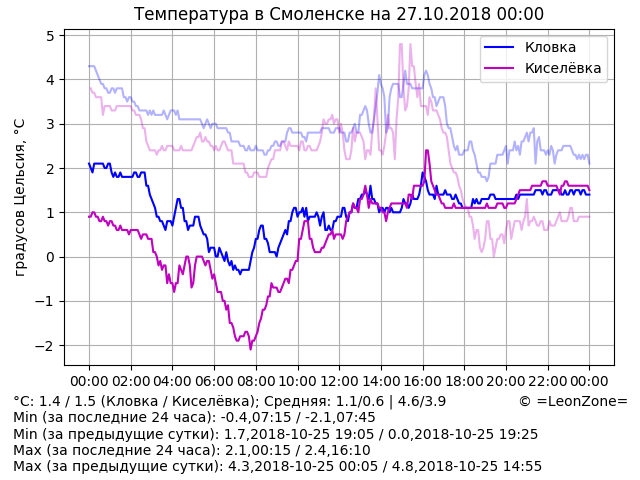 Температура в Смоленске на 27.10.2018 00:00
градусов Цельсия, °C
5
4
3
2
1
0
−1
−2
Кловка
Киселёвка
00:00 02:00 04:00 06:00 08:00 10:00 12:00 14:00 16:00 18:00 20:00 22:00 00:00
°C: 1.4 / 1.5 (Кловка / Киселёвка); Средняя: 1.1/0.6 | 4.6/3.9 © =LeonZone=
Min (за последние 24 часа): -0.4,07:15 / -2.1,07:45
Min (за предыдущие сутки): 1.7,2018-10-25 19:05 / 0.0,2018-10-25 19:25
Max (за последние 24 часа): 2.1,00:15 / 2.4,16:10
Max (за предыдущие сутки): 4.3,2018-10-25 00:05 / 4.8,2018-10-25 14:55